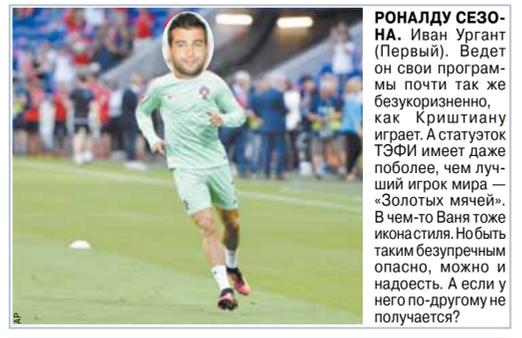 РОНАЛДУ СЕЗО-
НА. Иван Ургант
(Первый). Ведет
он свои програм-
мы почти так же
безукоризненно,
как Криштиану
играет. А статуэток
ТЭФИ имеет даже
поболее, чем луч-
ший игрок мира —
«Золотых мячей».
В чем-то Ваня тоже
икона стиля. Но быть
таким безупречным
опасно, можно и
надоесть. А если у
него по-другому не
получается?
AP